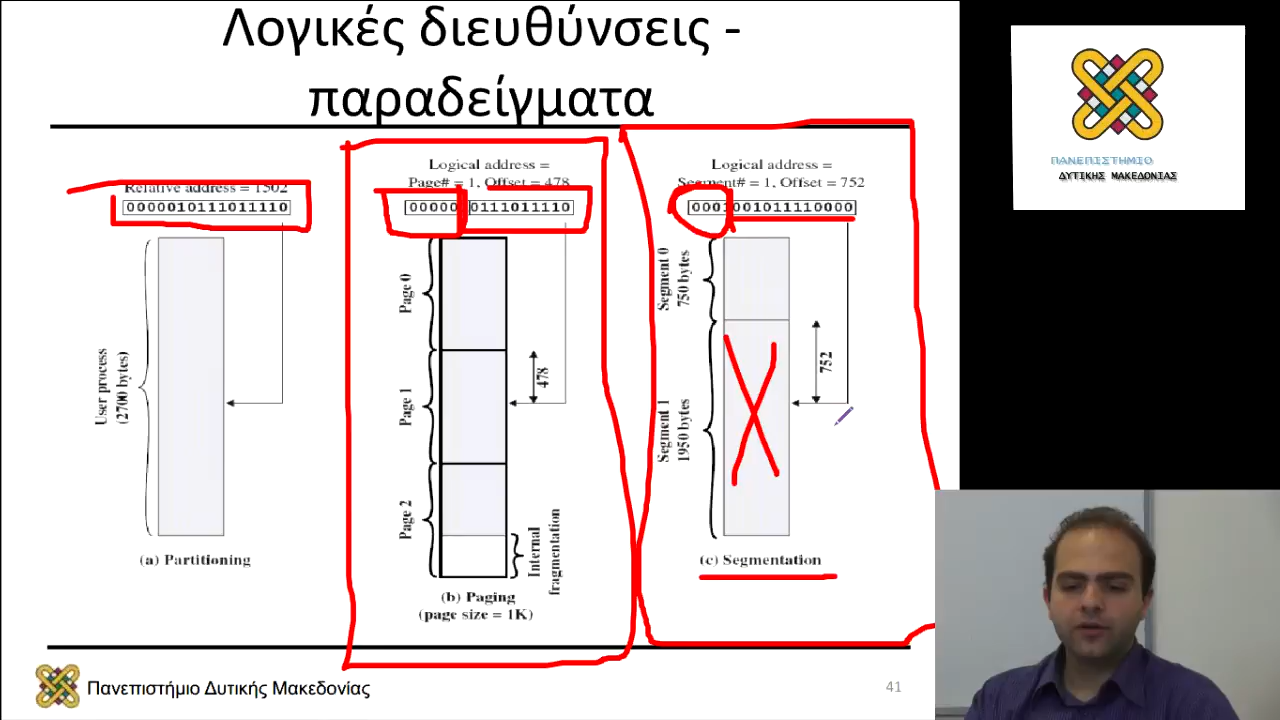 Λογικές διευθύνσεις -
παραδείγματα
Relative address = 1502
0000010111011110
User process
(2700 bytes)
(a) Partitioning
Logical address =
Page# = 1, Offset = 478
000001 0111011110
Page 0
Page 1
Page 2
478
Internal
fragmentation
(b) Paging
(page size = 1K)
Logical address =
Segment# = 1, Offset = 752
0001001011110000
Segment 0
750 bytes
Segment 1
1950 bytes
752
(c) Segmentation
Πανεπιστήμιο Δυτικής Μακεδονίας
41
ΠΑΝΕΠΙΣΤΗΜΙΟ
ΔΥΤΙΚΗΣ ΜΑΚΕΔΟΝΙΑΣ